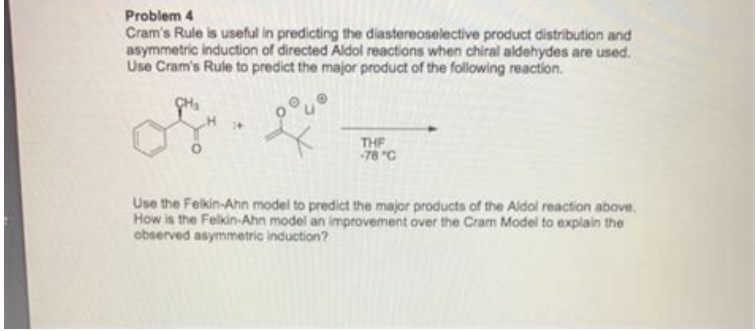 Problem 4
Cram's Rule is useful in predicting the diastereoselective product distribution and
asymmetric induction of directed Aldol reactions when chiral aldehydes are used.
Use Cram's Rule to predict the major product of the following reaction.
CH₃
H
O
:+
O⊖
Li⊕
THF
-78 °C
Use the Felkin-Ahn model to predict the major products of the Aldol reaction above.
How is the Felkin-Ahn model an improvement over the Cram Model to explain the
observed asymmetric induction?